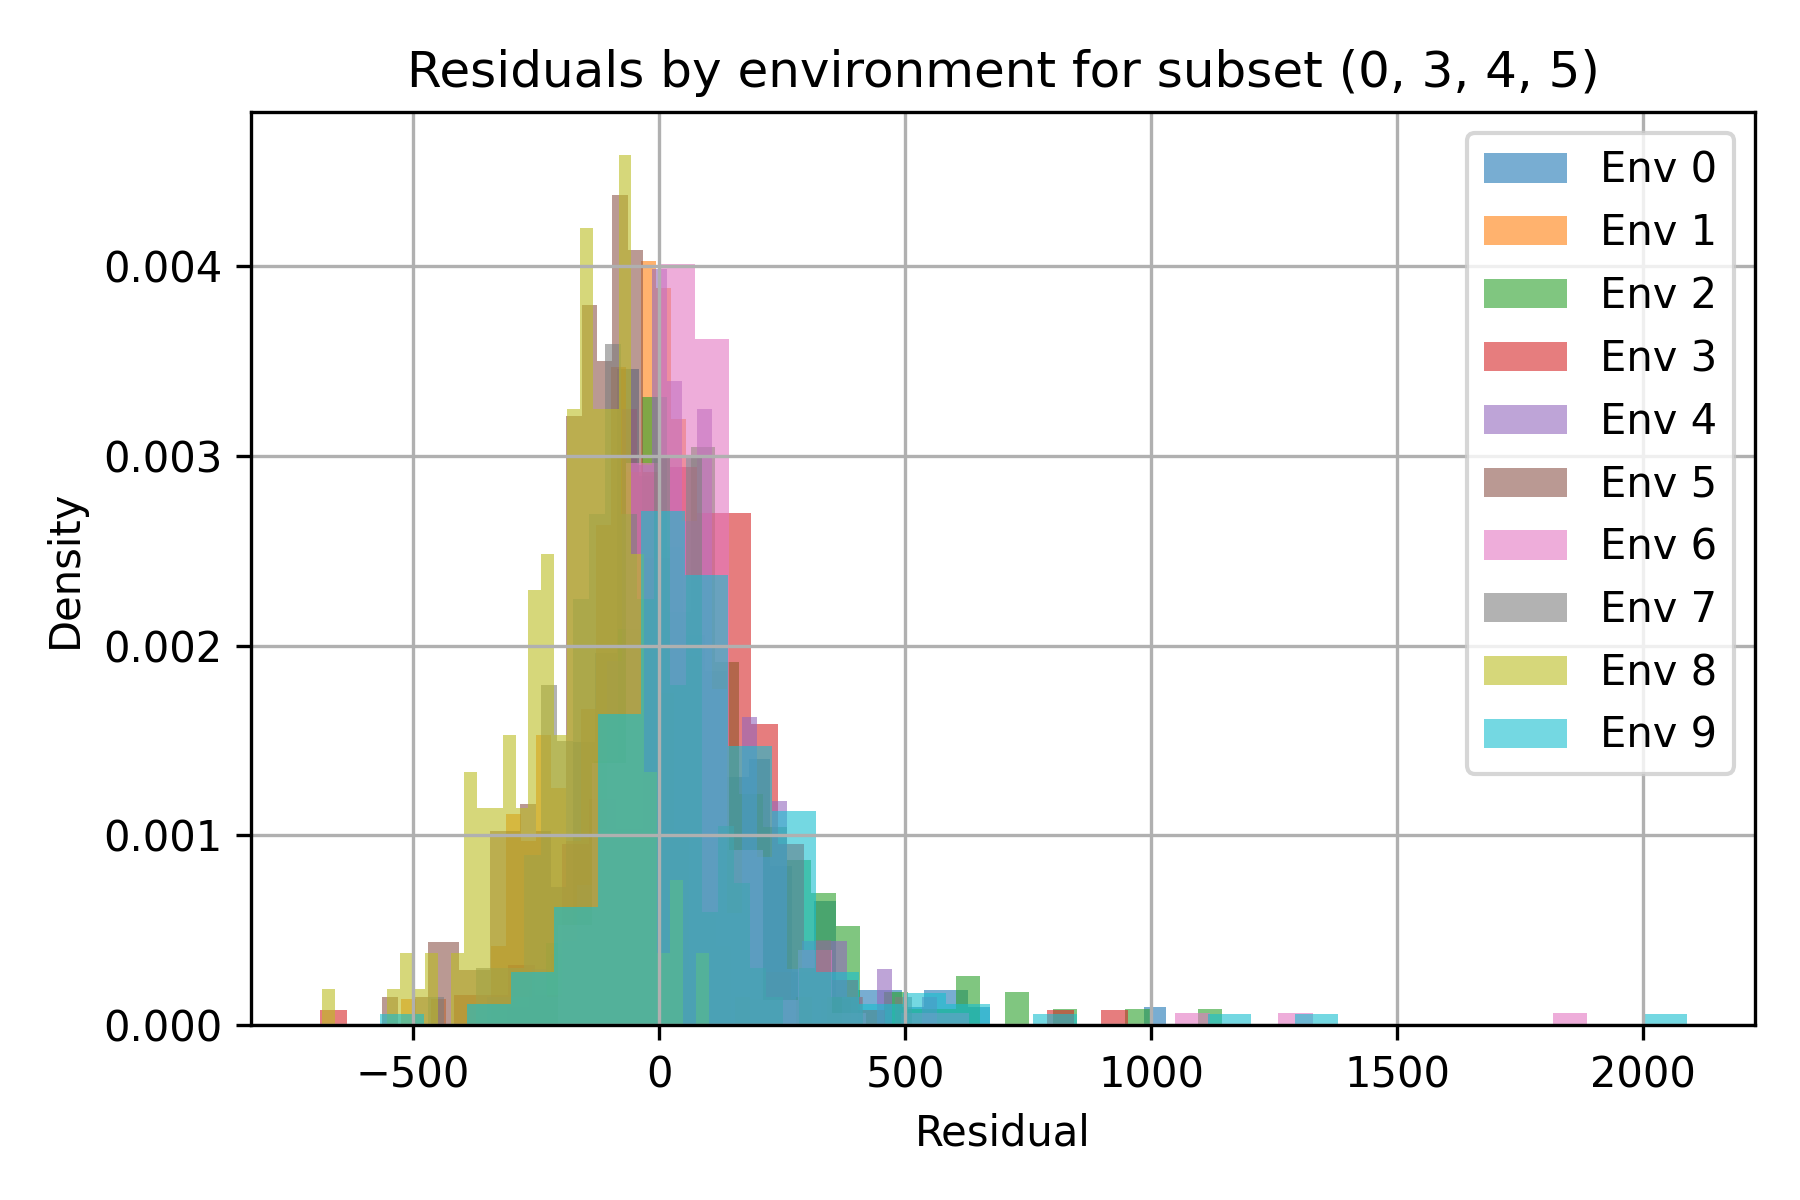 Residuals by environment for subset (0, 3, 4, 5)
Density
0.004
0.003
0.002
0.001
0.000
−500
0
500
1000
1500
2000
Residual
Env 0
Env 1
Env 2
Env 3
Env 4
Env 5
Env 6
Env 7
Env 8
Env 9